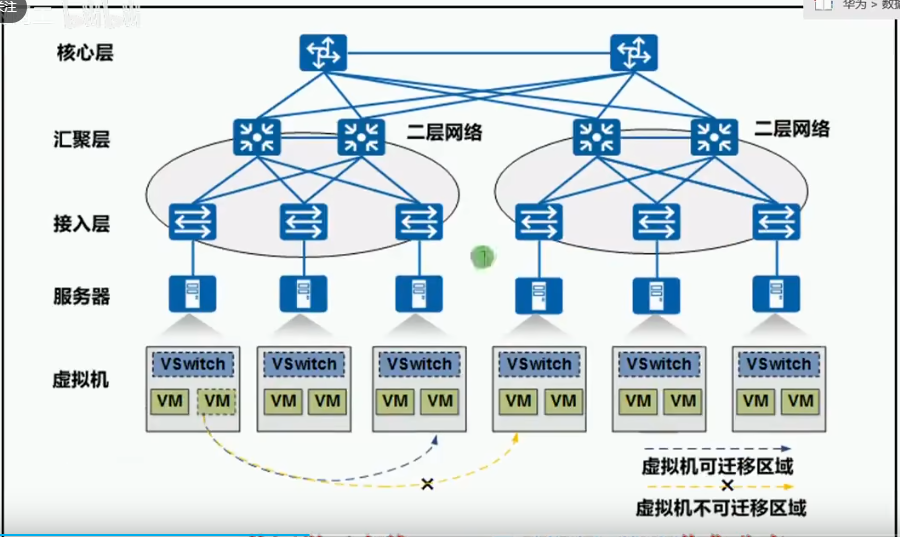 关注
华为 > 数据
核心层
汇聚层
二层网络
二层网络
接入层
服务器
虚拟机
VSwitch
VSwitch
VSwitch
VSwitch
VSwitch
VSwitch
VM VM
VM VM
VM VM
VM VM
VM VM
VM VM
虚拟机可迁移区域
虚拟机不可迁移区域